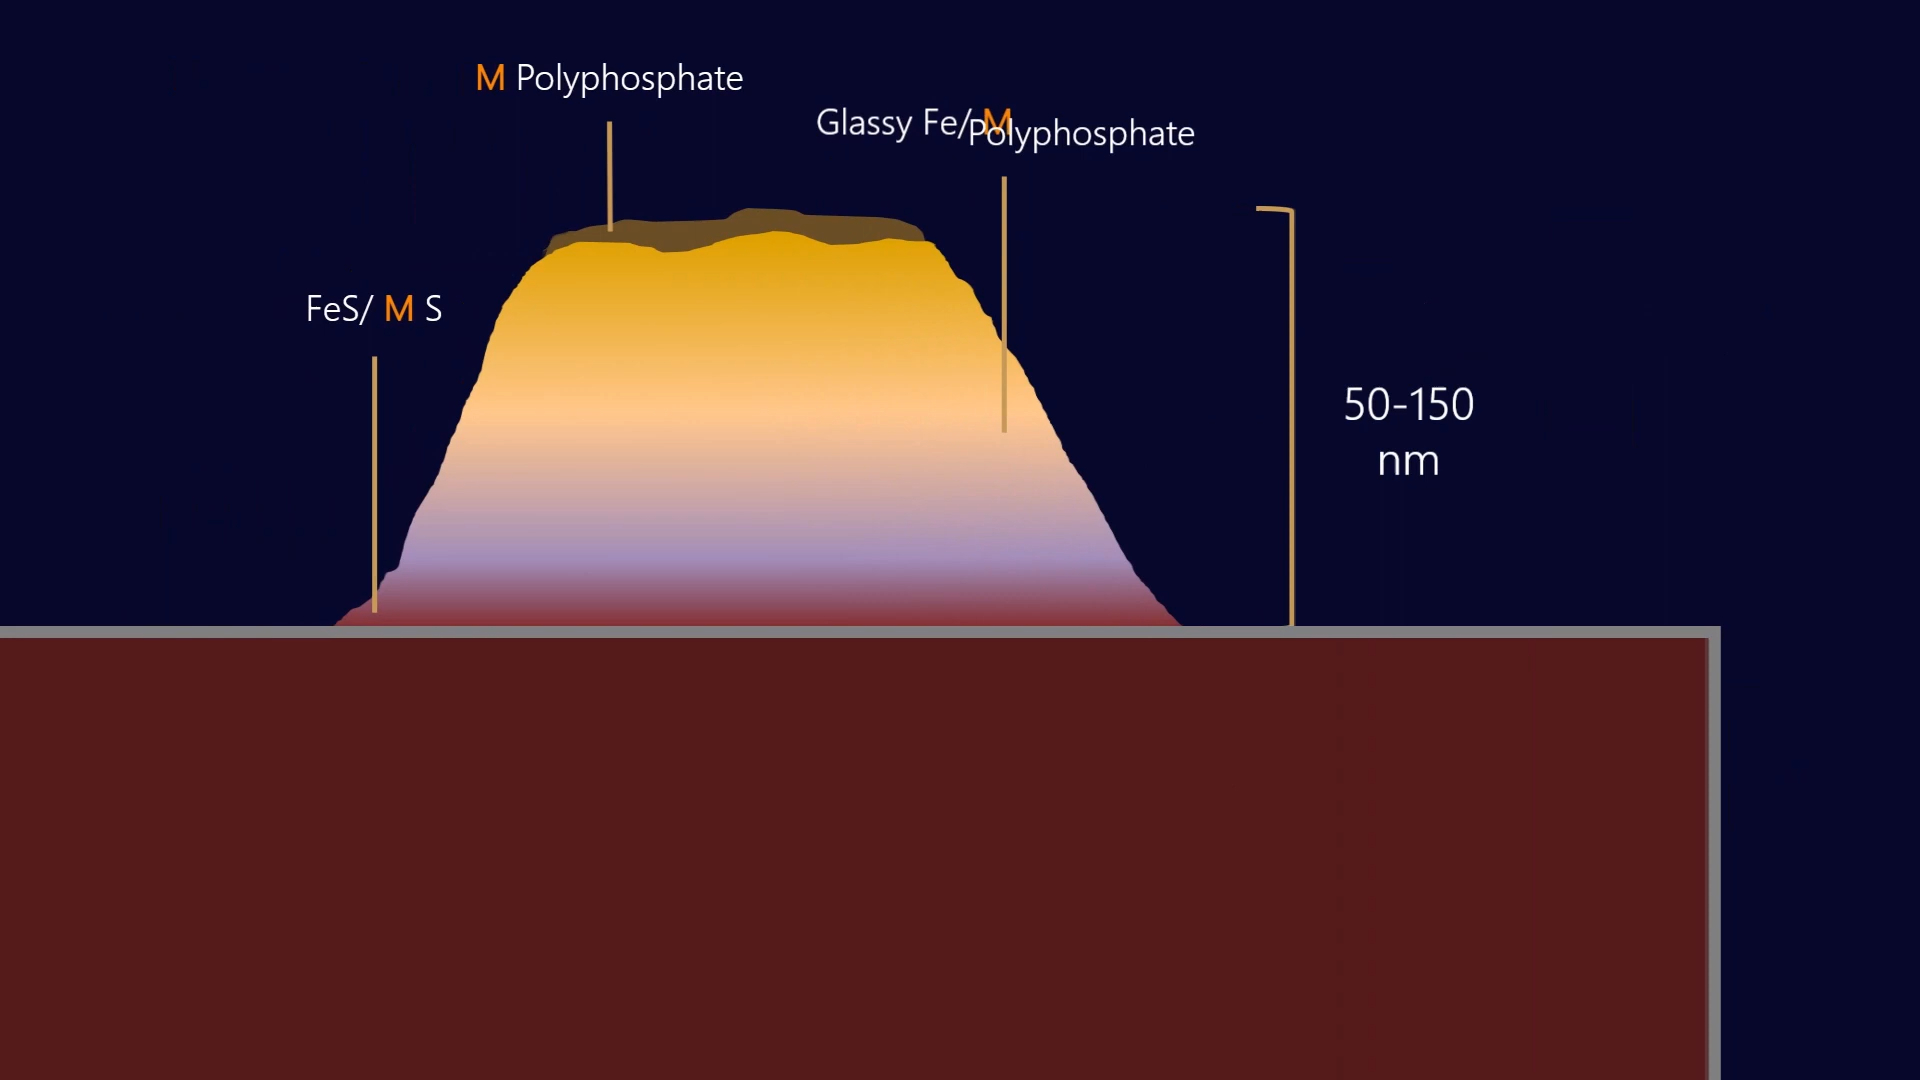 M Polyphosphate
Glassy Fe/ M
Polyphosphate
FeS/ M S
50-150
nm